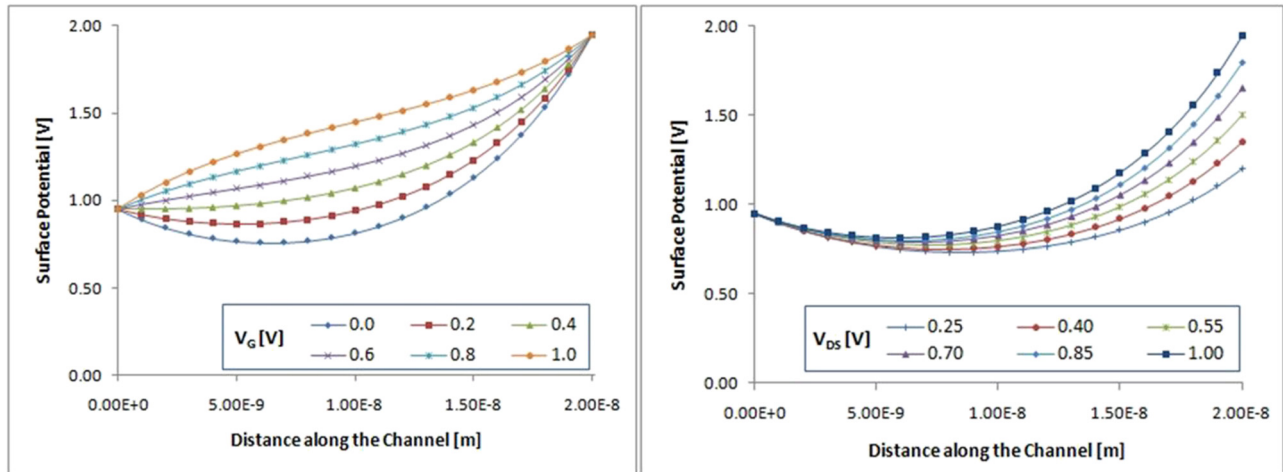 2.00
1.50
1.00
0.50
0.00
Surface Potential [V]
V_G [V]
0.0 0.2 0.4
0.6 0.8 1.0
0.00E+0 5.00E-9 1.00E-8 1.50E-8 2.00E-8
Distance along the Channel [m]
2.00
1.50
1.00
0.50
0.00
Surface Potential [V]
V_DS [V]
0.25 0.40 0.55
0.70 0.85 1.00
0.00E+0 5.00E-9 1.00E-8 1.50E-8 2.00E-8
Distance along the Channel [m]